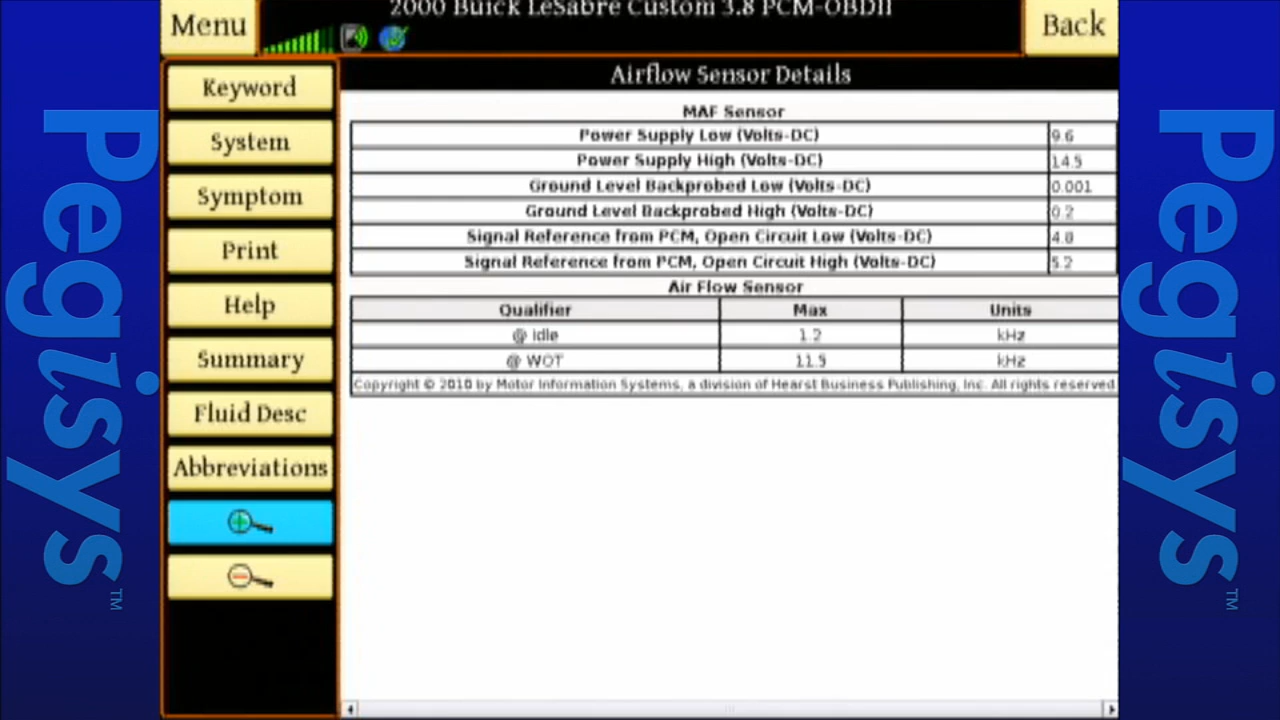 2000 Buick LeSabre Custom 3.8 PCM-OBDII
Menu
Back
Keyword
System
Symptom
Print
Help
Summary
Fluid Desc
Abbreviations
Airflow Sensor Details
MAF Sensor
Power Supply Low (Volts-DC) 9.6
Power Supply High (Volts-DC) 14.5
Ground Level Backprobed Low (Volts-DC) 0.001
Ground Level Backprobed High (Volts-DC) 0.2
Signal Reference from PCM, Open Circuit Low (Volts-DC) 4.8
Signal Reference from PCM, Open Circuit High (Volts-DC) 5.2
Air Flow Sensor
Qualifier Max Units
@ Idle 1.2 kHz
@ WOT 11.5 kHz
Copyright © 2010 by Motor Information Systems, a division of Hearst Business Publishing, Inc. All rights reserved
Pegisys™
Pegisys™